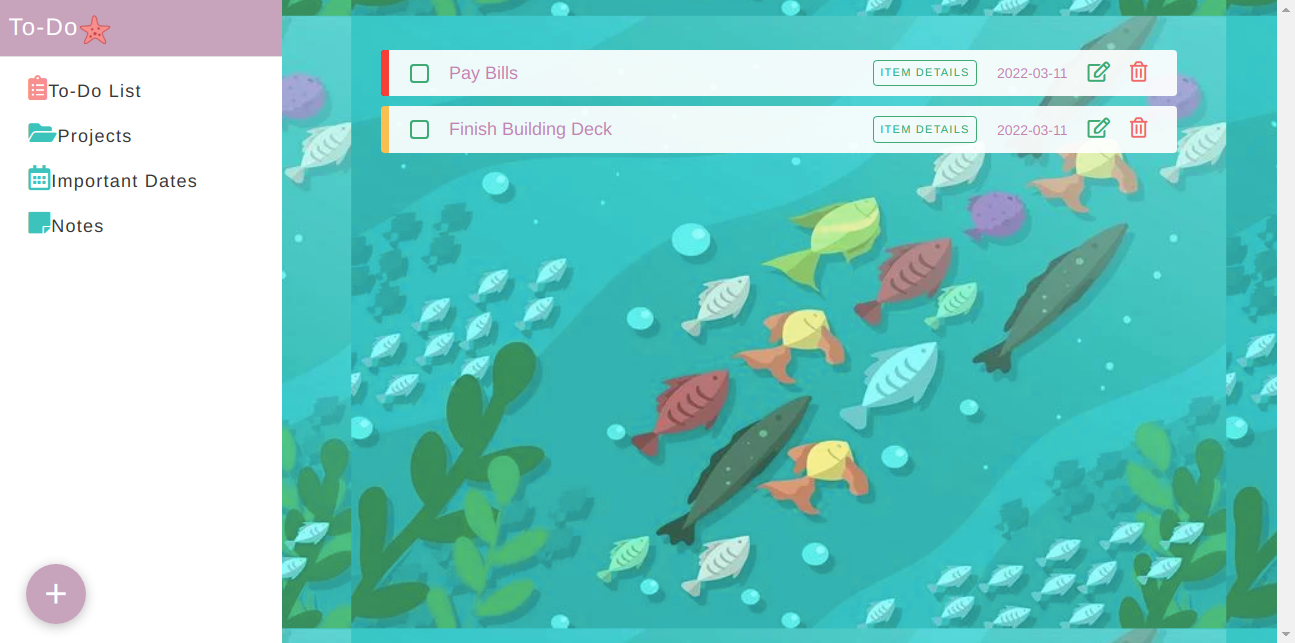 To-Do
To-Do List
Projects
Important Dates
Notes
+
Pay Bills ITEM DETAILS 2022-03-11
Finish Building Deck ITEM DETAILS 2022-03-11